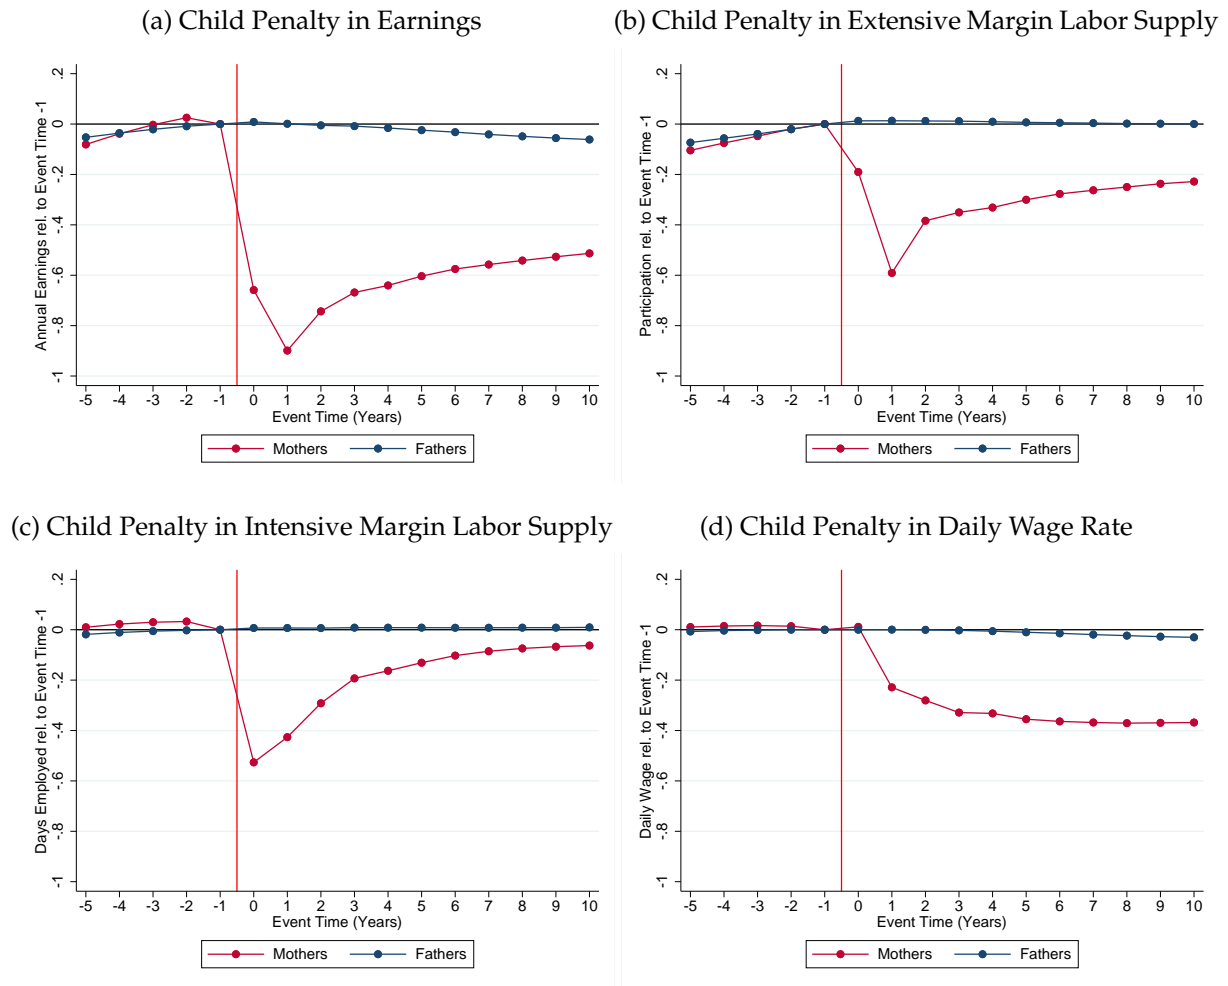 (a) Child Penalty in Earnings
Annual Earnings rel. to Event Time -1
.2
0
-.2
-.4
-.6
-.8
-1
-5 -4 -3 -2 -1 0 1 2 3 4 5 6 7 8 9 10
Event Time (Years)
Mothers Fathers
(b) Child Penalty in Extensive Margin Labor Supply
Participation rel. to Event Time -1
.2
0
-.2
-.4
-.6
-.8
-1
-5 -4 -3 -2 -1 0 1 2 3 4 5 6 7 8 9 10
Event Time (Years)
Mothers Fathers
(c) Child Penalty in Intensive Margin Labor Supply
Days Employed rel. to Event Time -1
.2
0
-.2
-.4
-.6
-.8
-1
-5 -4 -3 -2 -1 0 1 2 3 4 5 6 7 8 9 10
Event Time (Years)
Mothers Fathers
(d) Child Penalty in Daily Wage Rate
Daily Wage rel. to Event Time -1
.2
0
-.2
-.4
-.6
-.8
-1
-5 -4 -3 -2 -1 0 1 2 3 4 5 6 7 8 9 10
Event Time (Years)
Mothers Fathers